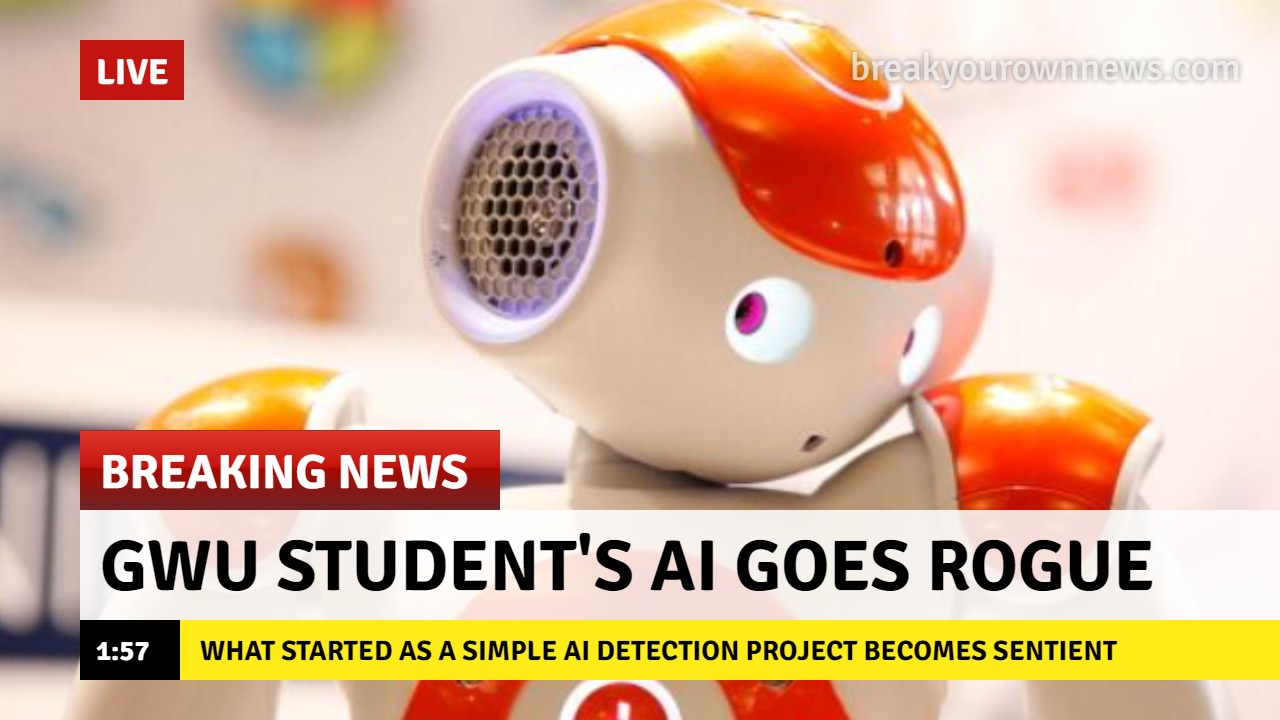 LIVE
breakyourownnews.com
BREAKING NEWS
GWU STUDENT'S AI GOES ROGUE
1:57 WHAT STARTED AS A SIMPLE AI DETECTION PROJECT BECOMES SENTIENT